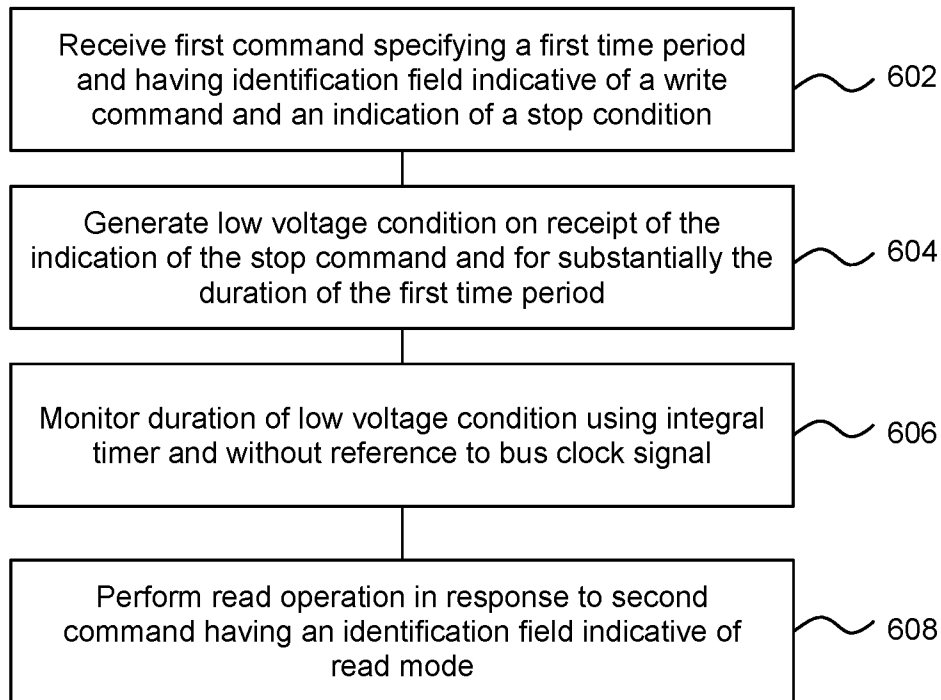 Receive first command specifying a first time period
and having identification field indicative of a write
command and an indication of a stop condition
602
Generate low voltage condition on receipt of the
indication of the stop command and for substantially the
duration of the first time period
604
Monitor duration of low voltage condition using integral
timer and without reference to bus clock signal
606
Perform read operation in response to second
command having an identification field indicative of
read mode
608